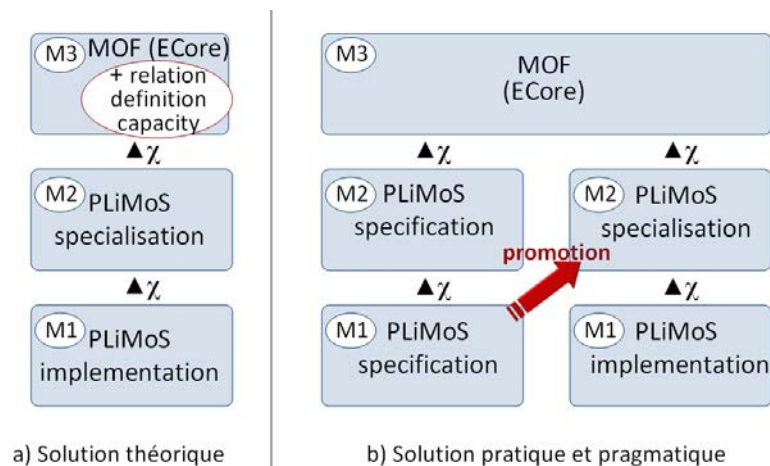 M3 MOF (ECore)
+ relation
definition
capacity
▲χ
M2 PLiMoS
specialisation
▲χ
M1 PLiMoS
implementation
a) Solution théorique
M3 MOF
(ECore)
▲χ ▲χ
M2 PLiMoS
specification
M2 PLiMoS
specialisation
promotion
▲χ ▲χ
M1 PLiMoS
specification
M1 PLiMoS
implementation
b) Solution pratique et pragmatique